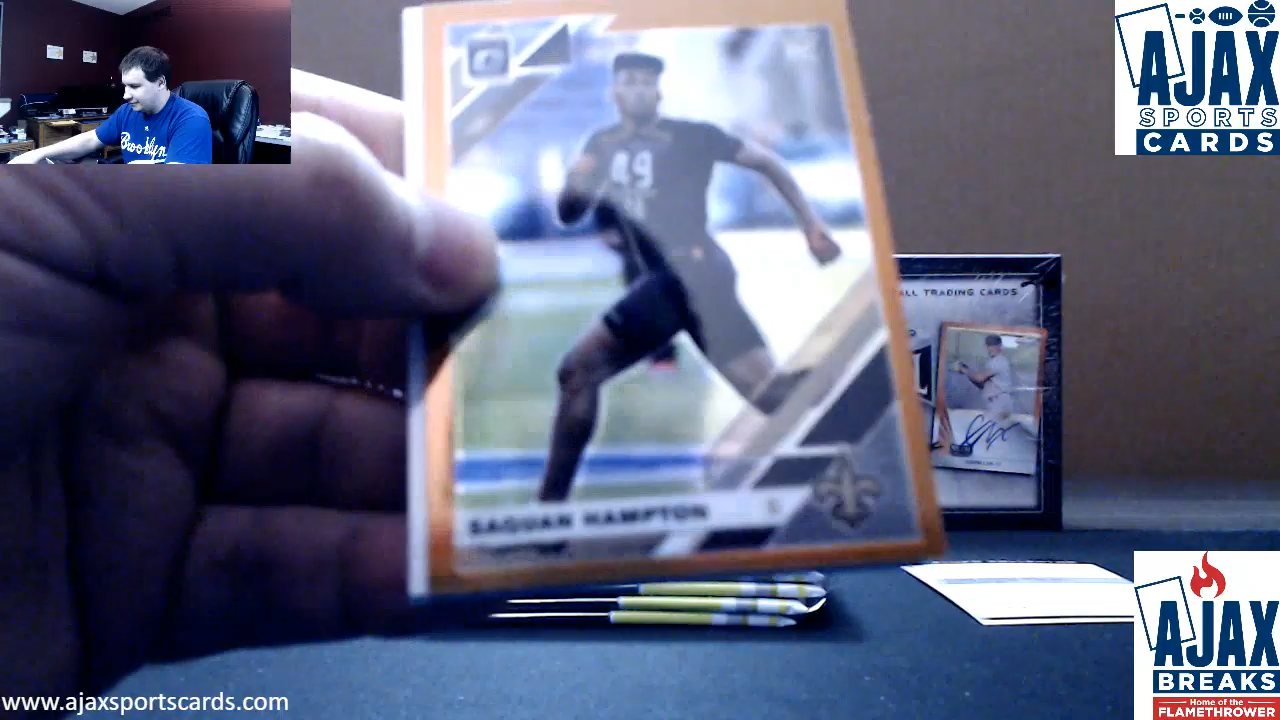 Brooklyn
AJAX
SPORTS
CARDS
49
ALL TRADING CARDS
SAQUAN HAMPTON
S
AJAX
BREAKS
Home of the
FLAMETHROWER
www.ajaxsportscards.com